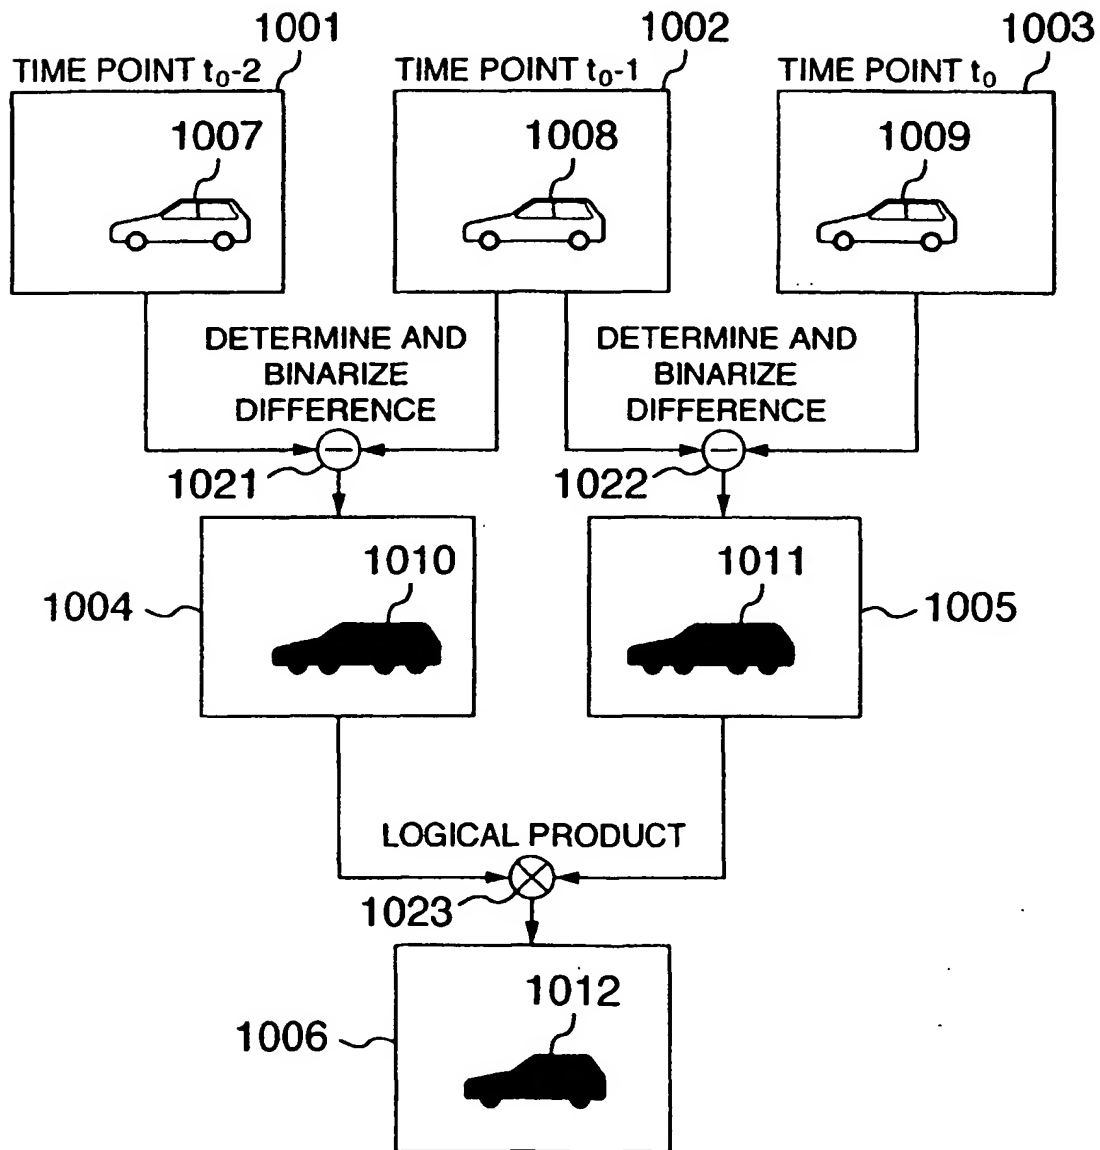 1001
1002
1003
TIME POINT t₀-2
TIME POINT t₀-1
TIME POINT t₀
1007
1008
1009
DETERMINE AND
BINARIZE
DIFFERENCE
DETERMINE AND
BINARIZE
DIFFERENCE
1021
1022
1004
1010
1011
1005
LOGICAL PRODUCT
1023
1012
1006